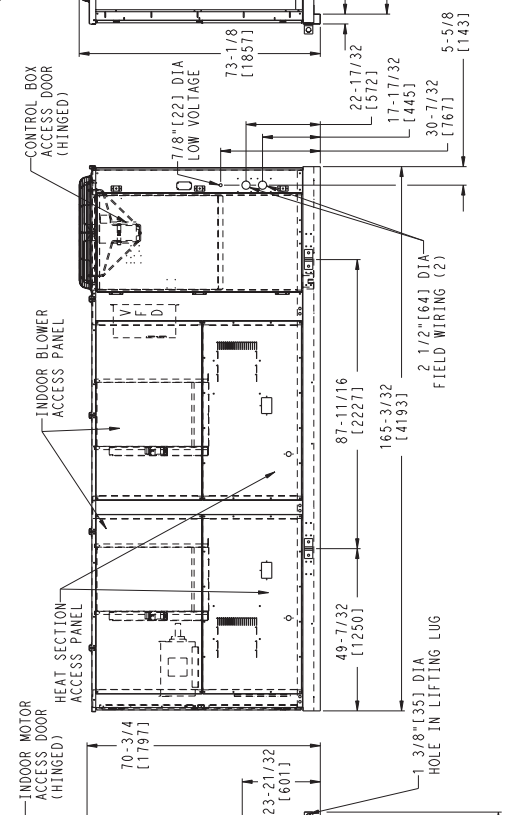 INDOOR MOTOR
ACCESS DOOR
(HINGED)
HEAT SECTION
ACCESS PANEL
INDOOR BLOWER
ACCESS PANEL
CONTROL BOX
ACCESS DOOR
(HINGED)
VFD
7/8"[22] DIA
LOW VOLTAGE
73-1/8
[1857]
70-3/4
[1797]
23-21/32
[601]
49-7/32
[1250]
87-11/16
[2227]
165-3/32
[4193]
22-17/32
[572]
17-17/32
[445]
30-7/32
[767]
5-5/8
[143]
2 1/2"[64] DIA
FIELD WIRING (2)
1 3/8"[35] DIA
HOLE IN LIFTING LUG